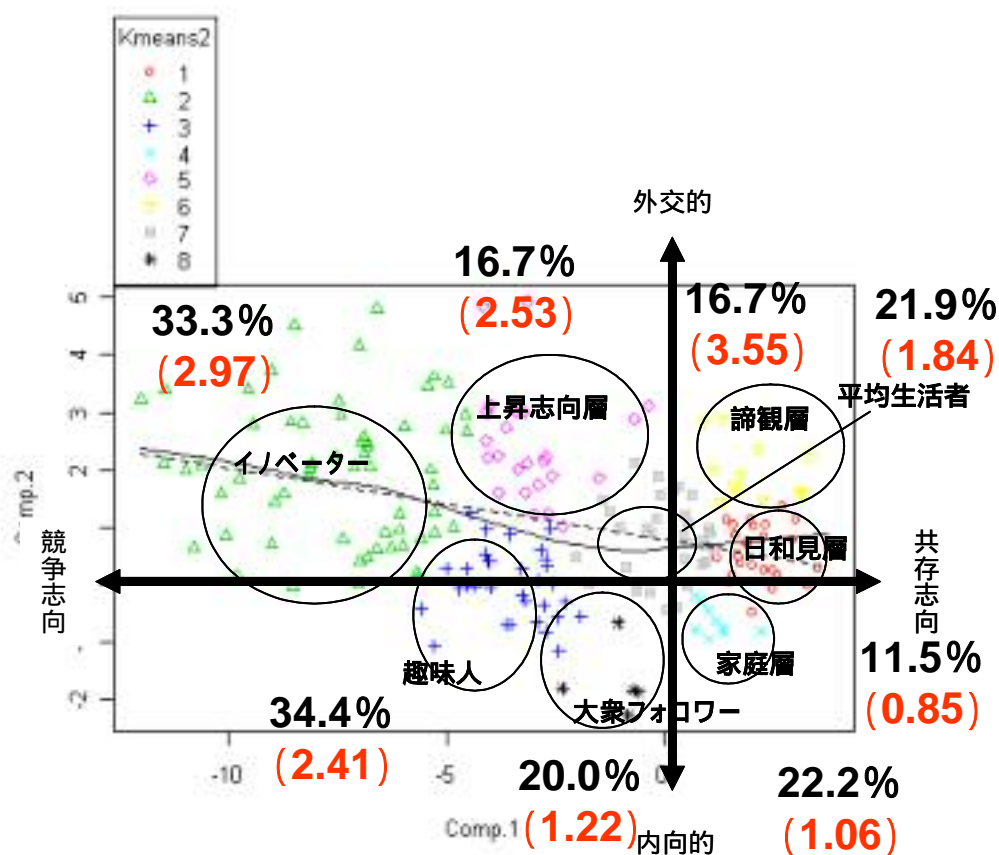 Kmeans2
1
2
3
4
5
6
7
8
外交的
16.7%
(2.53)
16.7%
(3.55)
21.9%
(1.84)
33.3%
(2.97)
平均生活者
上昇志向層
諦観層
イノベーター
日和見層
競争志向
共存志向
家庭層
趣味人
大衆フォロワー
11.5%
(0.85)
34.4%
(2.41)
20.0%
(1.22)
22.2%
(1.06)
内向的
5
4
3
2
-2
-10
-5
0
Comp.1
mp.2